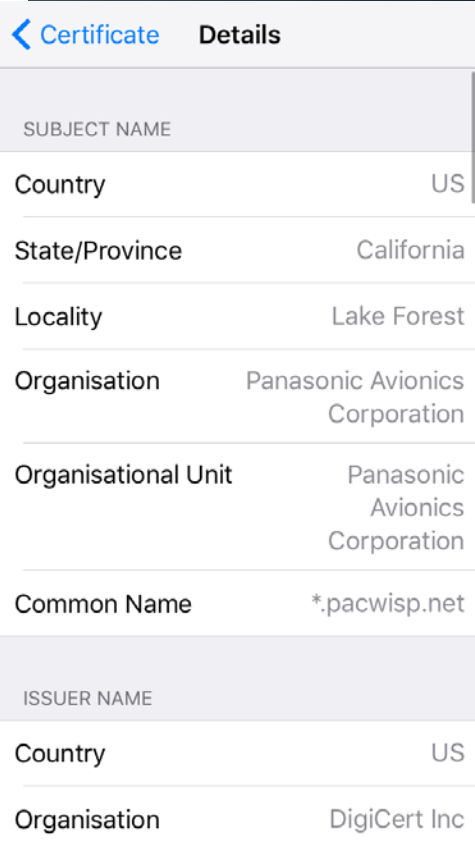 Certificate Details
SUBJECT NAME
Country US
State/Province California
Locality Lake Forest
Organisation Panasonic Avionics
Corporation
Organisational Unit Panasonic
Avionics
Corporation
Common Name *.pacwisp.net
ISSUER NAME
Country US
Organisation DigiCert Inc